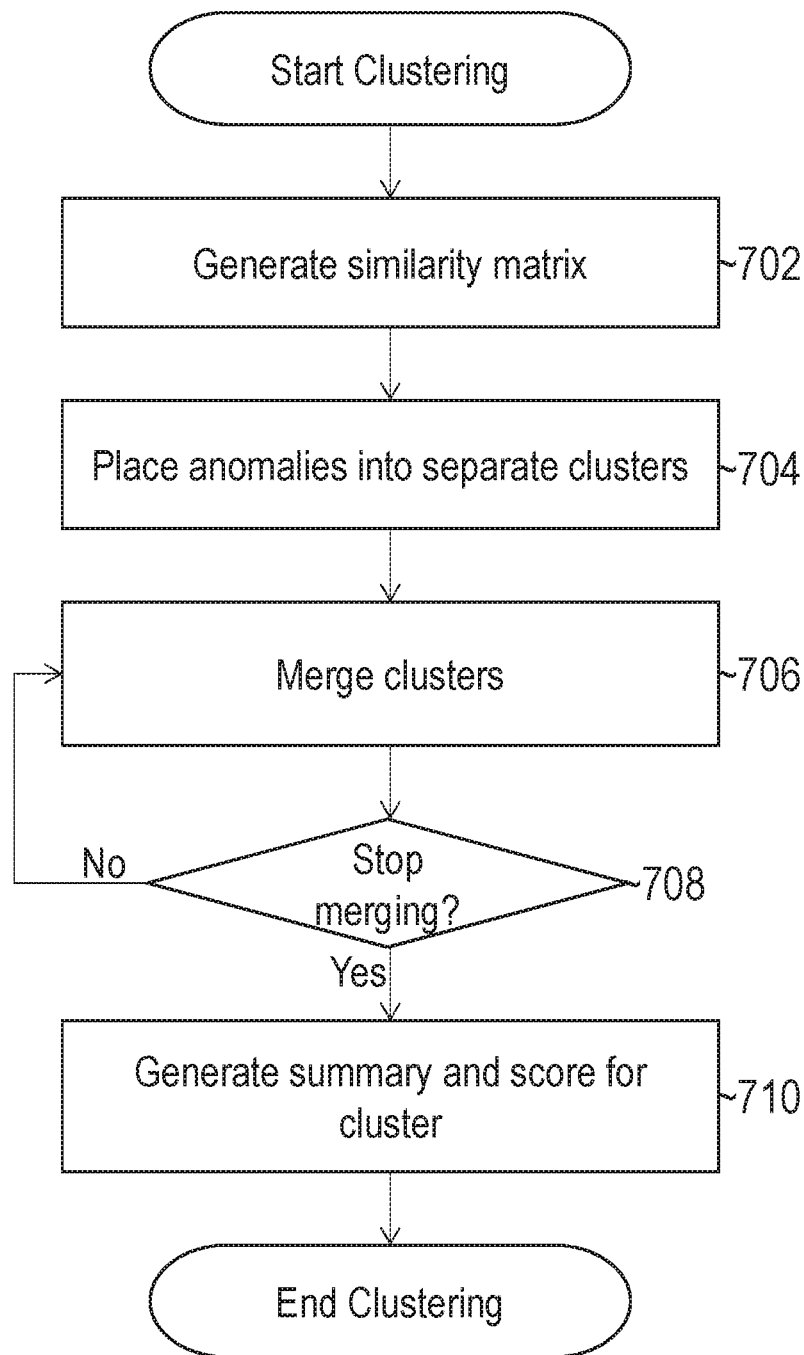 Start Clustering
Generate similarity matrix
702
Place anomalies into separate clusters
704
Merge clusters
706
No
Stop
merging?
708
Yes
Generate summary and score for
cluster
710
End Clustering